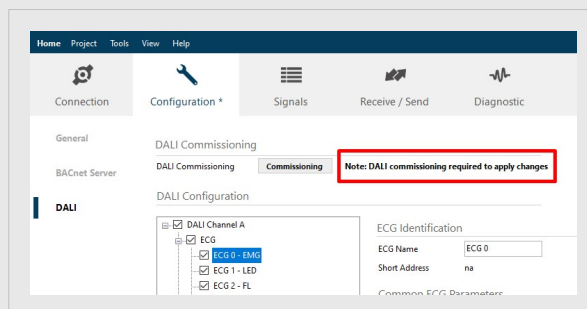 Home Project Tools View Help
Connection Configuration * Signals Receive / Send Diagnostic
General
BACnet Server
DALI
DALI Commissioning
DALI Commissioning Commissioning Note: DALI commissioning required to apply changes
DALI Configuration
DALI Channel A
ECG
ECG 0 - EMG
ECG 1 - LED
ECG 2 - FL
ECG Identification
ECG Name ECG 0
Short Address na
Common ECG Parameters